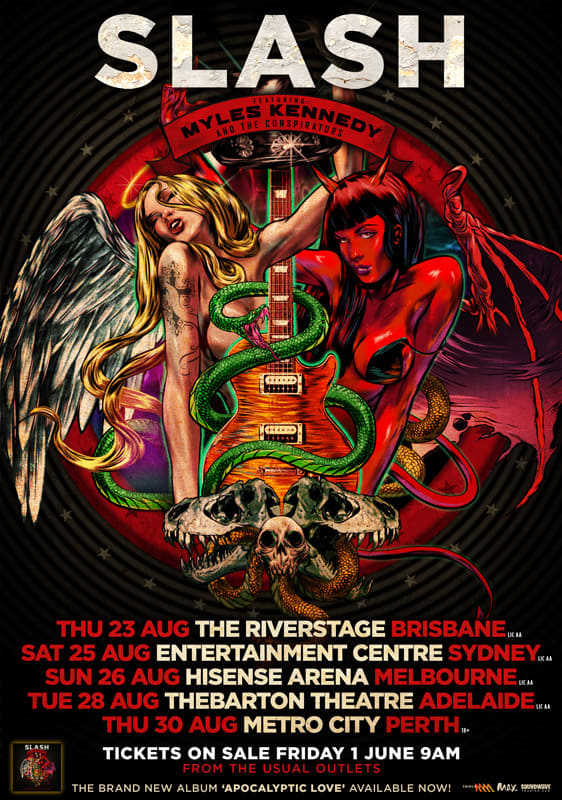 SLASH
FEATURING
MYLES KENNEDY
AND THE CONSPIRATORS
THU 23 AUG THE RIVERSTAGE BRISBANE LIC AA
SAT 25 AUG ENTERTAINMENT CENTRE SYDNEY LIC AA
SUN 26 AUG HISENSE ARENA MELBOURNE LIC AA
TUE 28 AUG THEBARTON THEATRE ADELAIDE LIC AA
THU 30 AUG METRO CITY PERTH 18+
TICKETS ON SALE FRIDAY 1 JUNE 9AM
FROM THE USUAL OUTLETS
SLASH
THE BRAND NEW ALBUM ‘APOCALYPTIC LOVE’ AVAILABLE NOW!
MAX
SOUNDWAVE